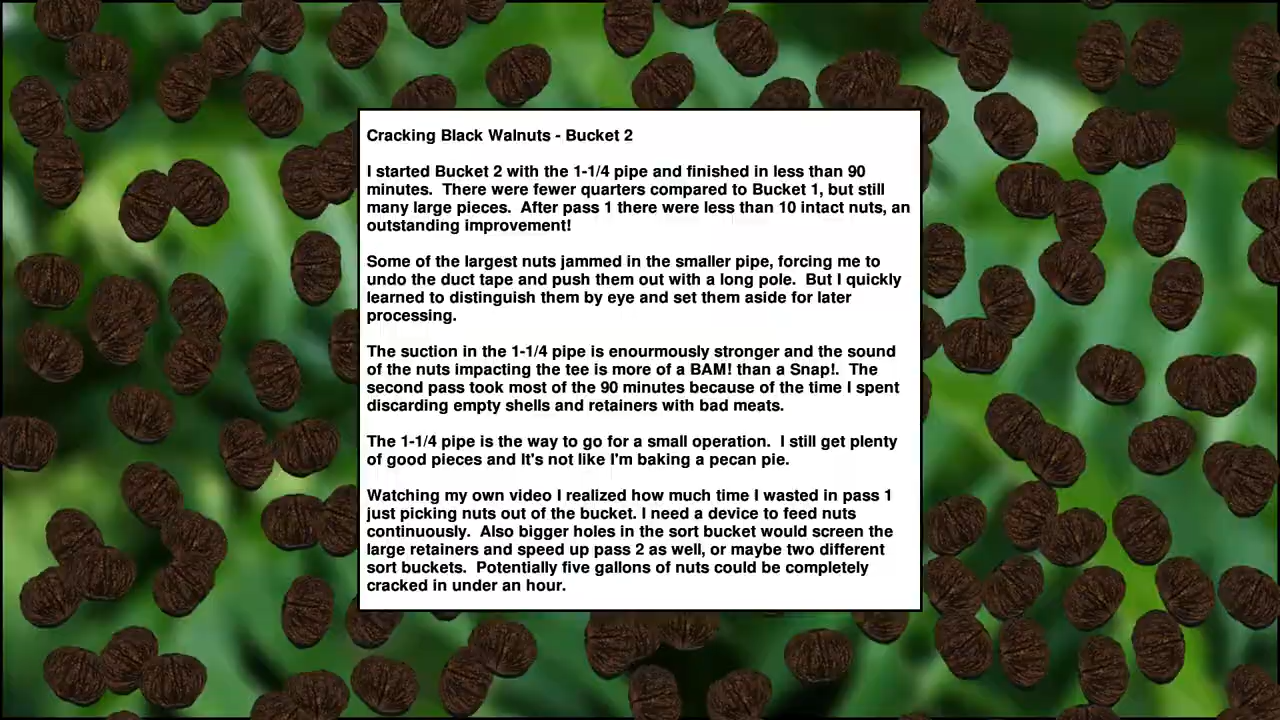 Cracking Black Walnuts - Bucket 2
I started Bucket 2 with the 1-1/4 pipe and finished in less than 90
minutes.  There were fewer quarters compared to Bucket 1, but still
many large pieces.  After pass 1 there were less than 10 intact nuts, an
outstanding improvement!
Some of the largest nuts jammed in the smaller pipe, forcing me to
undo the duct tape and push them out with a long pole.  But I quickly
learned to distinguish them by eye and set them aside for later
processing.
The suction in the 1-1/4 pipe is enourmously stronger and the sound
of the nuts impacting the tee is more of a BAM! than a Snap!.  The
second pass took most of the 90 minutes because of the time I spent
discarding empty shells and retainers with bad meats.
The 1-1/4 pipe is the way to go for a small operation.  I still get plenty
of good pieces and It's not like I'm baking a pecan pie.
Watching my own video I realized how much time I wasted in pass 1
just picking nuts out of the bucket. I need a device to feed nuts
continuously.  Also bigger holes in the sort bucket would screen the
large retainers and speed up pass 2 as well, or maybe two different
sort buckets.  Potentially five gallons of nuts could be completely
cracked in under an hour.